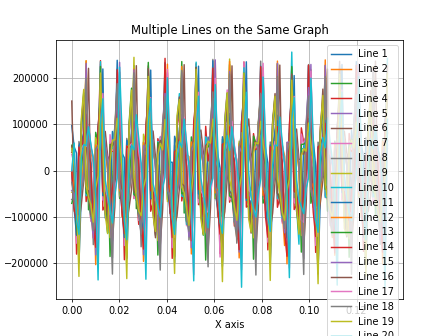 Multiple Lines on the Same Graph
200000
100000
0
−100000
−200000
0.00
0.02
0.04
0.06
0.08
0.10
X axis
Line 1
Line 2
Line 3
Line 4
Line 5
Line 6
Line 7
Line 8
Line 9
Line 10
Line 11
Line 12
Line 13
Line 14
Line 15
Line 16
Line 17
Line 18
Line 19
Line 20